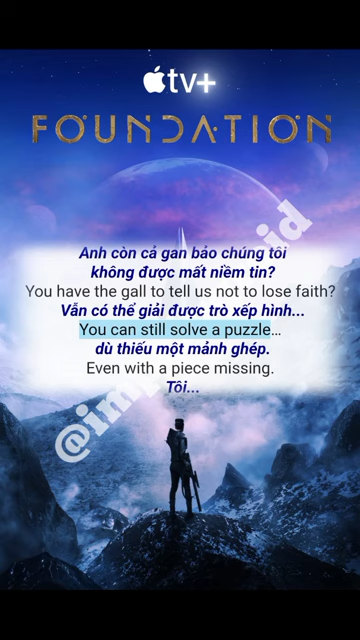 tv+
FOUNDATION
Anh còn cả gan bảo chúng tôi
không được mất niềm tin?
You have the gall to tell us not to lose faith?
Vẫn có thể giải được trò xếp hình...
You can still solve a puzzle...
dù thiếu một mảnh ghép.
Even with a piece missing.
Tôi...